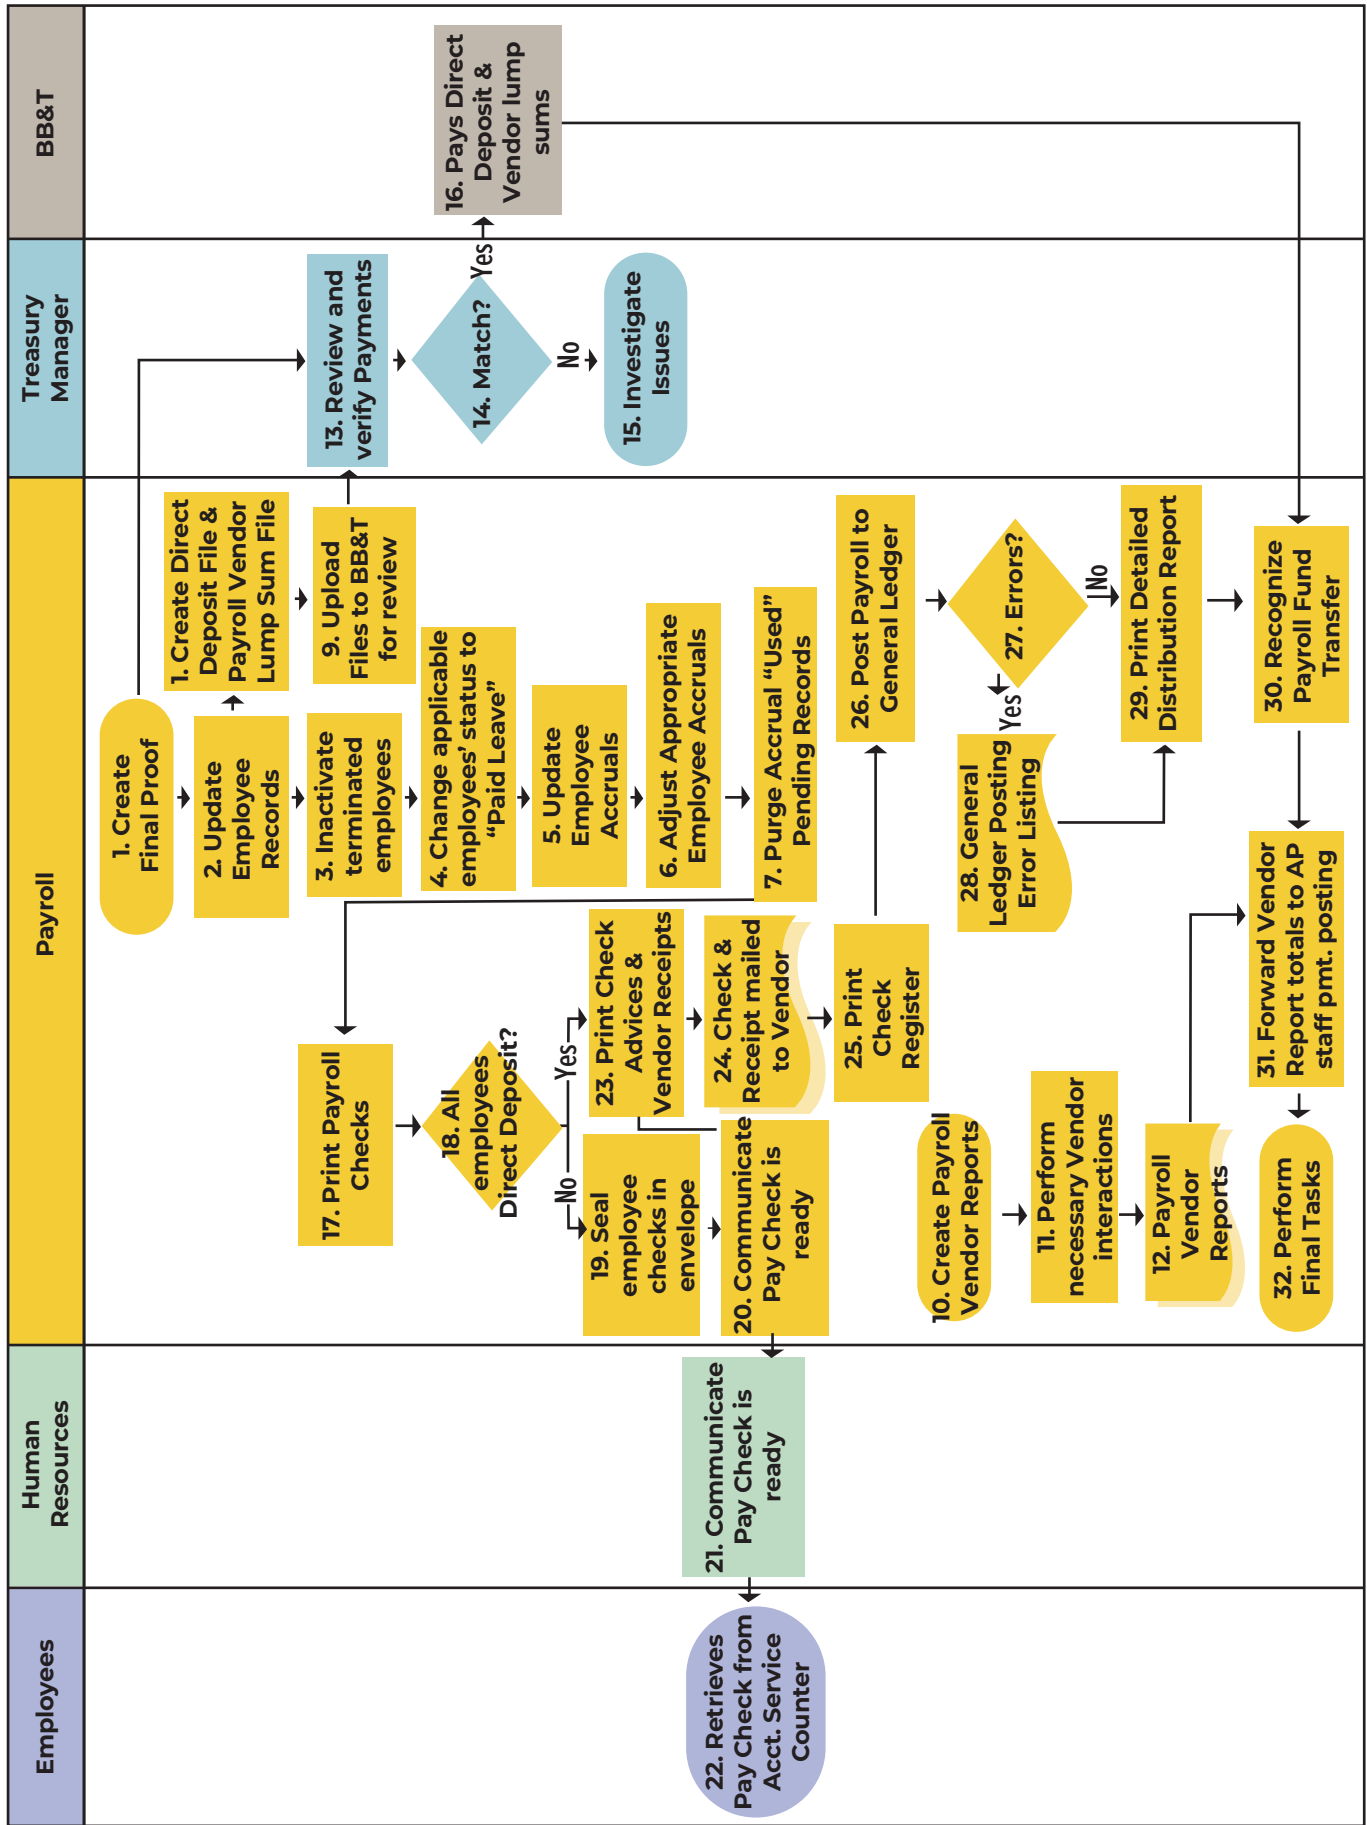 BB&T
Treasury
Manager
Payroll
Human
Resources
Employees
16. Pays Direct
Deposit &
Vendor lump
sums
13. Review and
verify Payments
14. Match?
Yes
No
15. Investigate
Issues
1. Create
Final Proof
2. Update
Employee
Records
1. Create Direct
Deposit File &
Payroll Vendor
Lump Sum File
9. Upload
Files to BB&T
for review
3. Inactivate
terminated
employees
4. Change applicable
employees’ status to
“Paid Leave”
5. Update
Employee
Accruals
6. Adjust Appropriate
Employee Accruals
7. Purge Accrual “Used”
Pending Records
17. Print Payroll
Checks
18. All
employees
Direct Deposit?
Yes
No
19. Seal
employee
checks in
envelope
20. Communicate
Pay Check is
ready
21. Communicate
Pay Check is
ready
22. Retrieves
Pay Check from
Acct. Service
Counter
23. Print Check
Advices &
Vendor Receipts
24. Check &
Receipt mailed
to Vendor
25. Print
Check
Register
26. Post Payroll to
General Ledger
27. Errors?
Yes
No
28. General
Ledger Posting
Error Listing
29. Print Detailed
Distribution Report
30. Recognize
Payroll Fund
Transfer
10. Create Payroll
Vendor Reports
11. Perform
necessary Vendor
interactions
12. Payroll
Vendor
Reports
31. Forward Vendor
Report totals to AP
staff pmt. posting
32. Perform
Final Tasks